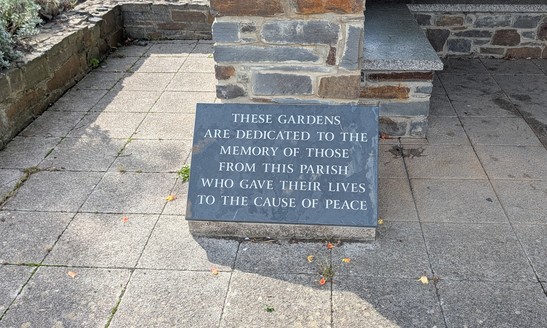 THESE GARDENS
ARE DEDICATED TO THE
MEMORY OF THOSE
FROM THIS PARISH
WHO GAVE THEIR LIVES
TO THE CAUSE OF PEACE